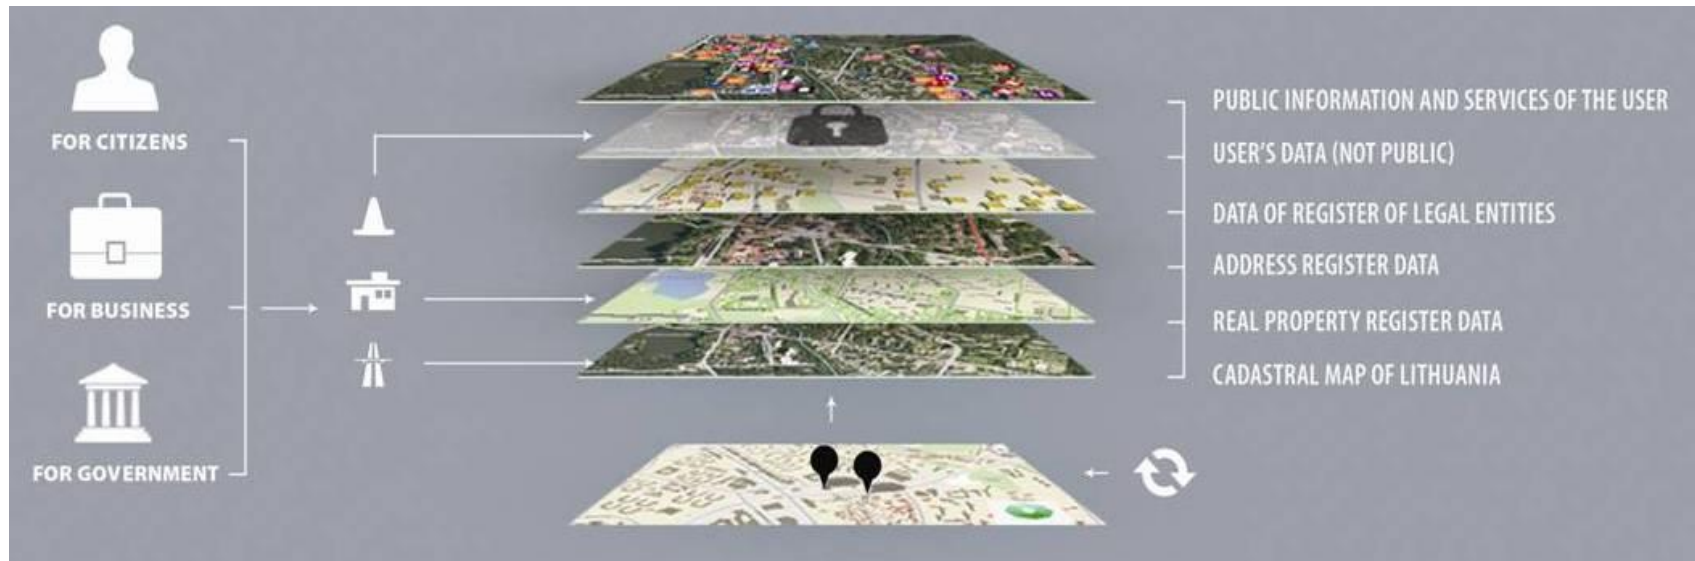 FOR CITIZENS
FOR BUSINESS
FOR GOVERNMENT
PUBLIC INFORMATION AND SERVICES OF THE USER
USER'S DATA (NOT PUBLIC)
DATA OF REGISTER OF LEGAL ENTITIES
ADDRESS REGISTER DATA
REAL PROPERTY REGISTER DATA
CADASTRAL MAP OF LITHUANIA